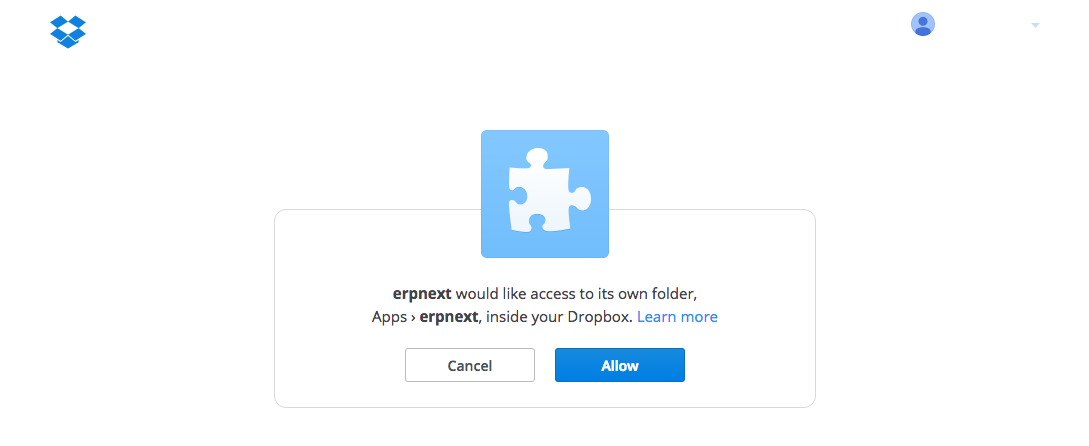 erpnext would like access to its own folder,
Apps › erpnext, inside your Dropbox. Learn more
Cancel
Allow